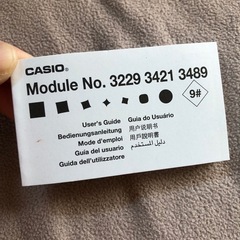 CASIO®
Module No. 3229 3421 3489
9#
User's Guide
Bedienungsanleitung
Mode d'emploi
Guía del usuario
Guida dell'utilizzatore
Guia do Usuário
用户说明书
用戶說明書
دليل المستخدم